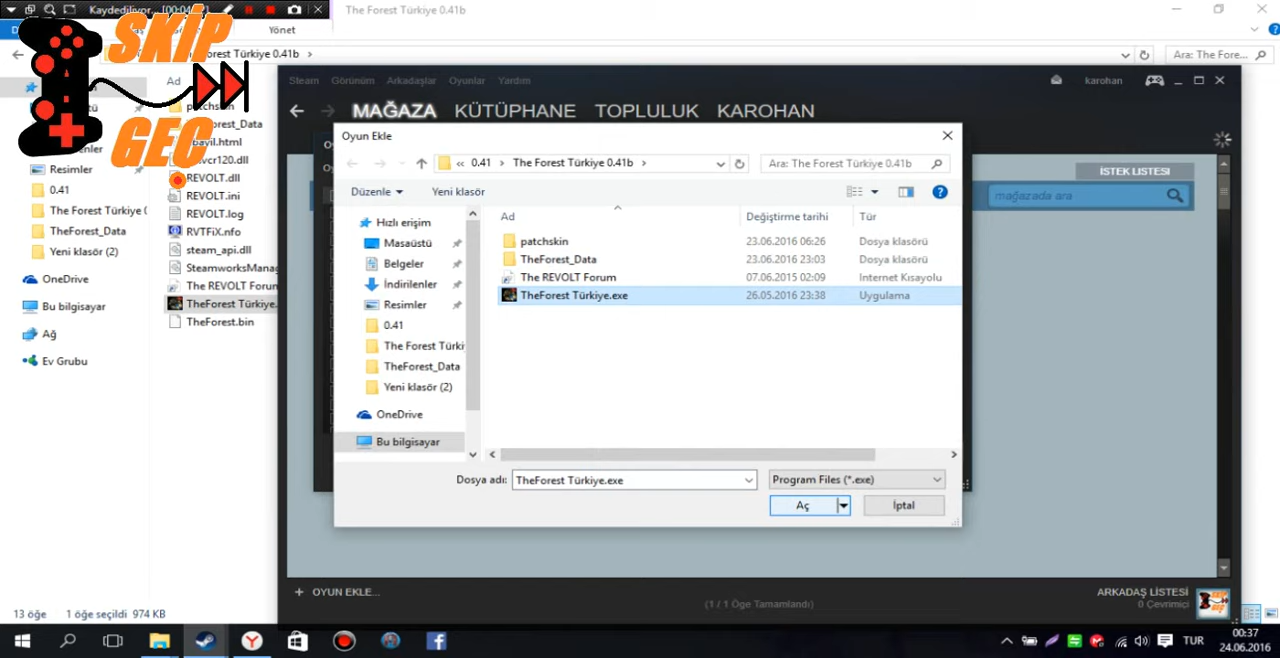 Kaydediliyor... [00:04
The Forest Türkiye 0.41b
SKİP
GEÇ
Yönet
orest Türkiye 0.41b
Ara: The Fore...
Ad
Steam Görünüm Arkadaşlar Oyunlar Yardım
karohan
MAĞAZA KÜTÜPHANE TOPLULUK KAROHAN
İSTEK LİSTESİ
mağazada ara
Resimler
0.41
The Forest Türkiye (
TheForest_Data
Yeni klasör (2)
OneDrive
Bu bilgisayar
Ağ
Ev Grubu
REVOLT.dll
REVOLT.ini
REVOLT.log
RVTFiX.nfo
steam_api.dll
SteamworksMana
The REVOLT Forum
TheForest Türkiye.
TheForest.bin
Oyun Ekle
« 0.41 The Forest Türkiye 0.41b
Ara: The Forest Türkiye 0.41b
Düzenle Yeni klasör
Hızlı erişim
Masaüstü
Belgeler
İndirilenler
Resimler
0.41
The Forest Türki
TheForest_Data
Yeni klasör (2)
OneDrive
Bu bilgisayar
Ad Değiştirme tarihi Tür
patchskin 23.06.2016 06:26 Dosya klasörü
TheForest_Data 23.06.2016 23:03 Dosya klasörü
The REVOLT Forum 07.06.2015 02:09 Internet Kısayolu
TheForest Türkiye.exe 26.05.2016 23:38 Uygulama
Dosya adı: TheForest Türkiye.exe Program Files (*.exe)
Aç İptal
+ OYUN EKLE...
(1 / 1 Öge Tamamlandı)
ARKADAŞ LİSTESİ
0 Çevrimiçi
13 öğe 1 öğe seçildi 974 KB
TUR
00:37
24.06.2016